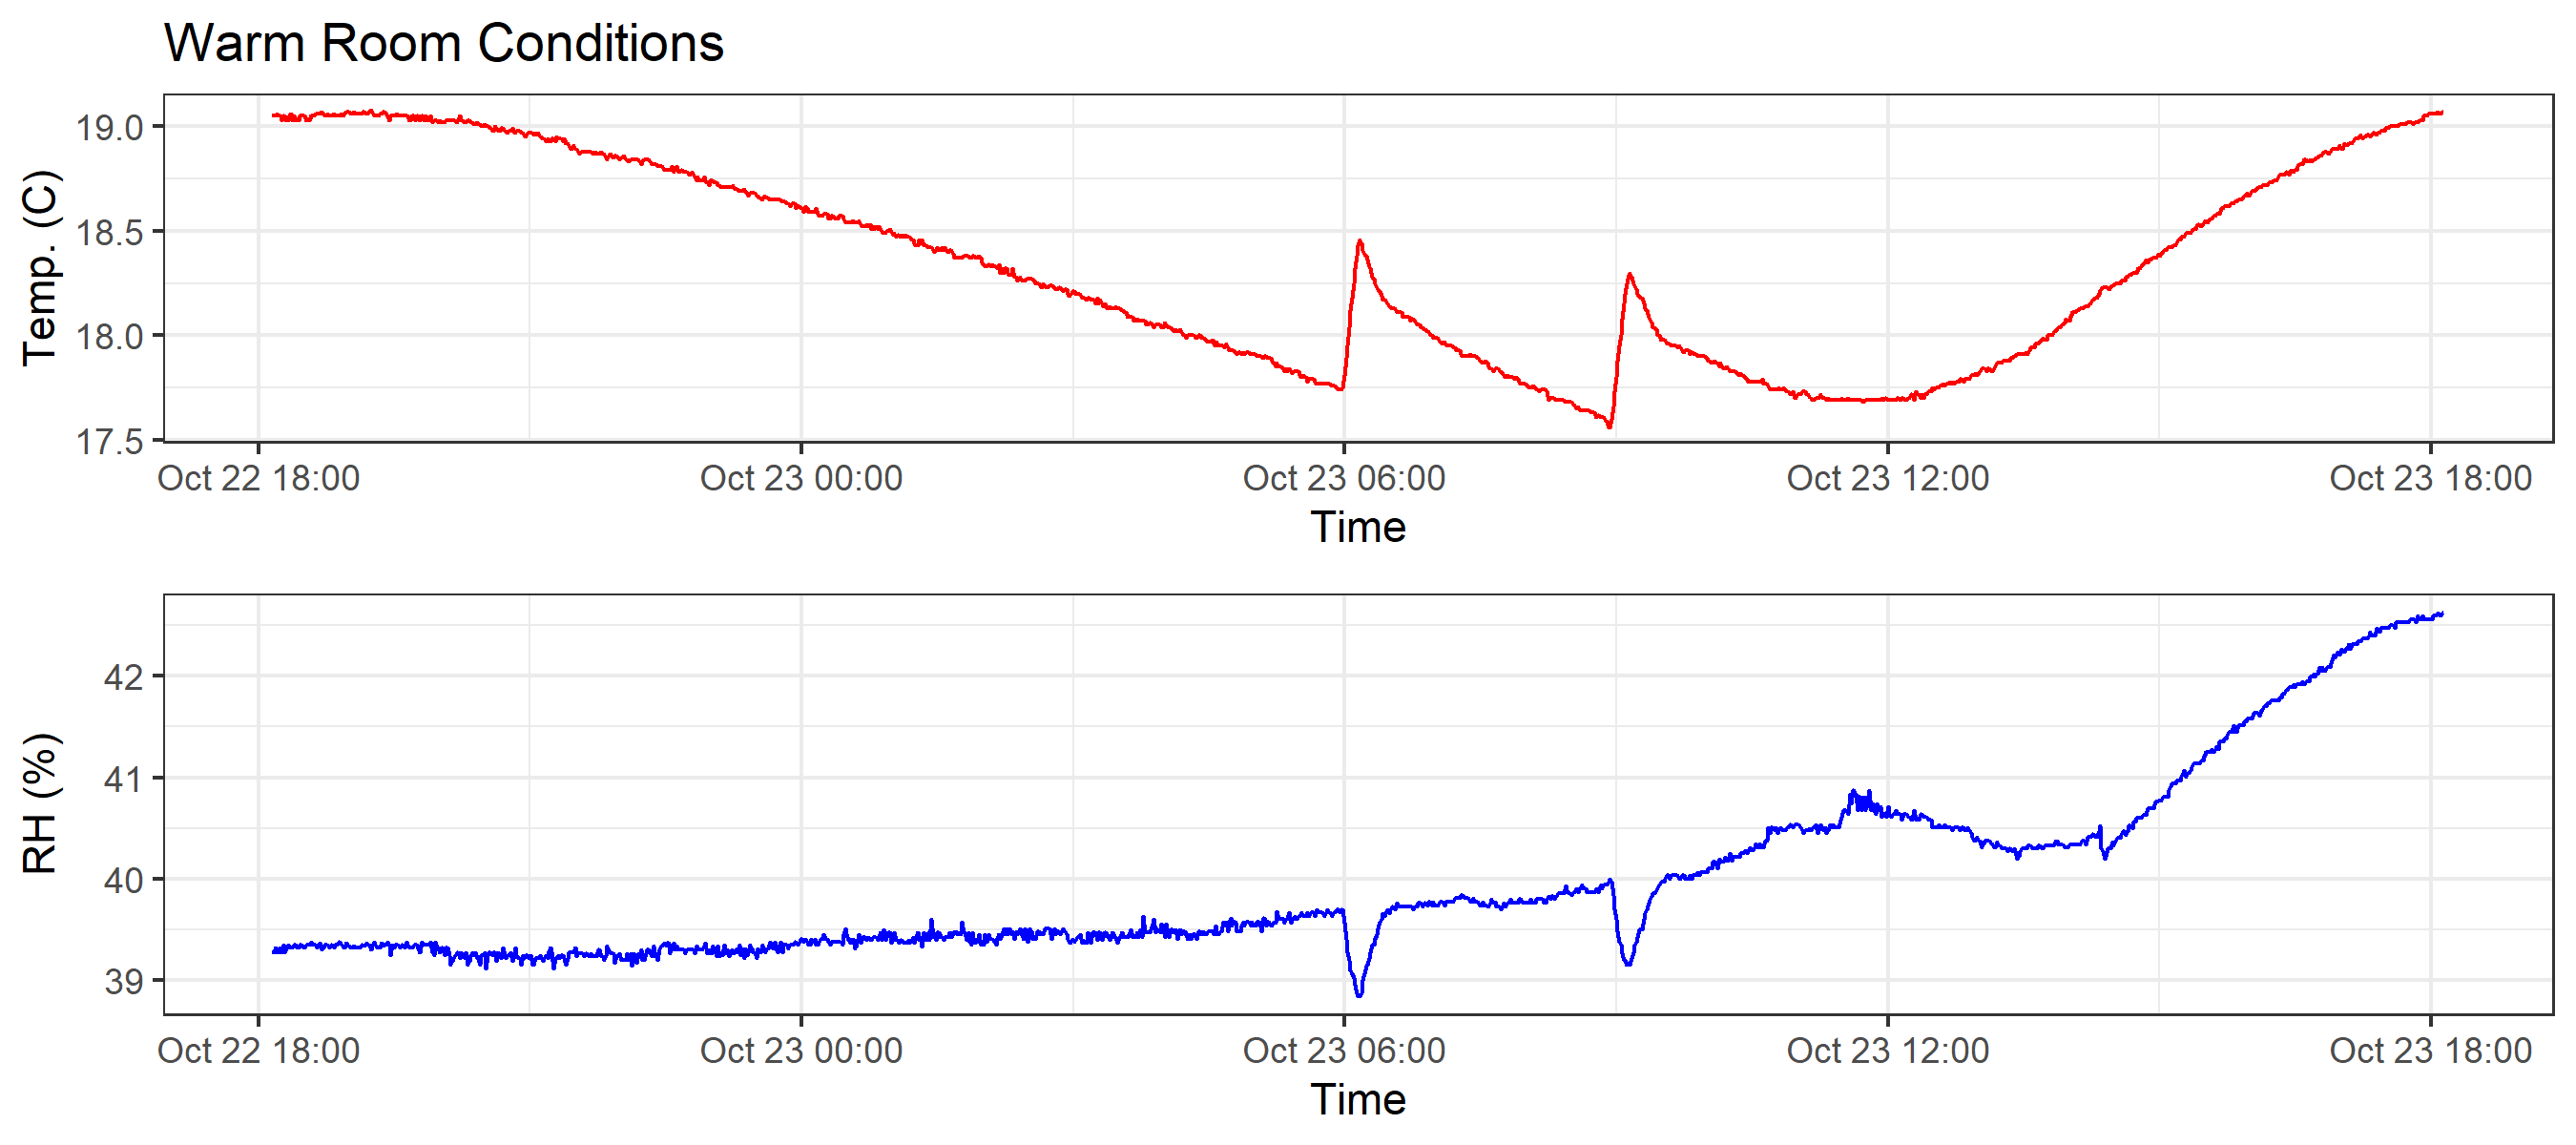 Warm Room Conditions
Temp. (C)
19.0
18.5
18.0
17.5
Oct 22 18:00 Oct 23 00:00 Oct 23 06:00 Oct 23 12:00 Oct 23 18:00
Time
RH (%)
42
41
40
39
Oct 22 18:00 Oct 23 00:00 Oct 23 06:00 Oct 23 12:00 Oct 23 18:00
Time